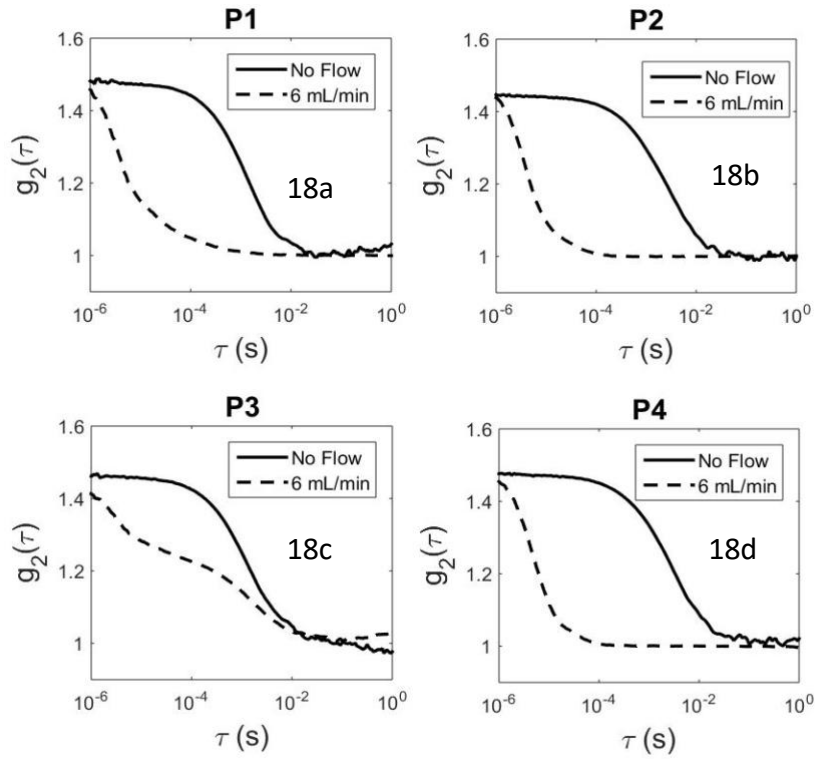 P1
1.6
1.4
1.2
1
g₂(τ)
No Flow
6 mL/min
18a
10⁻⁶
10⁻⁴
10⁻²
10⁰
τ (s)
P2
1.6
1.4
1.2
1
g₂(τ)
No Flow
6 mL/min
18b
10⁻⁶
10⁻⁴
10⁻²
10⁰
τ (s)
P3
1.6
1.4
1.2
1
g₂(τ)
No Flow
6 mL/min
18c
10⁻⁶
10⁻⁴
10⁻²
10⁰
τ (s)
P4
1.6
1.4
1.2
1
g₂(τ)
No Flow
6 mL/min
18d
10⁻⁶
10⁻⁴
10⁻²
10⁰
τ (s)